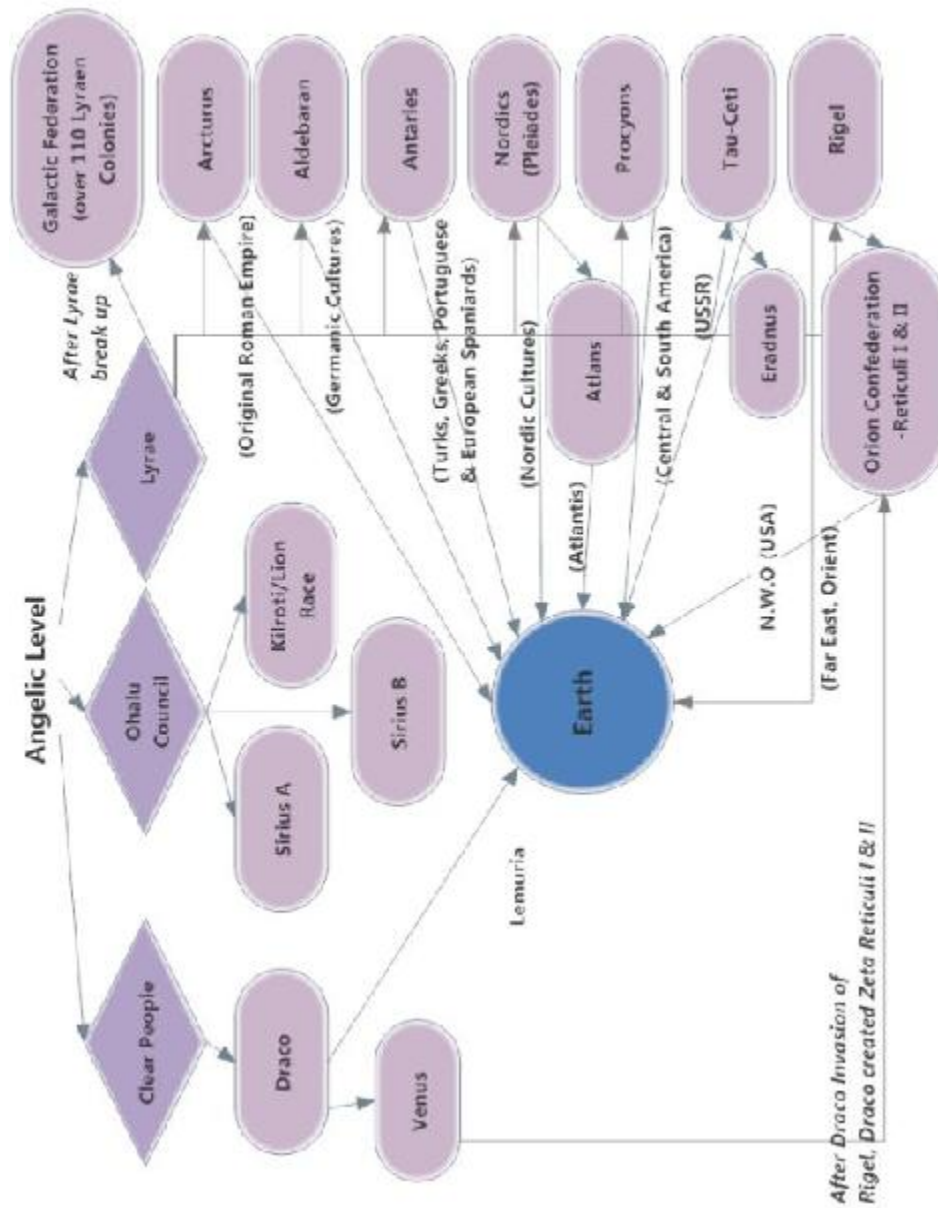 Angelic Level
Clear People
Ohalu
Council
Lyrae
After Lyrae
break up
Galactic Federation
(over 110 Lyraen
Colonies)
Draco
Venus
Sirius A
Sirius B
Kilroti/Lion
Race
Arcturus
Aldebaran
Antaries
Nordics
(Pleiades)
Procyons
Tau-Ceti
Rigel
(Original Roman Empire)
(Germanic Cultures)
(Turks, Greeks, Portuguese
& European Spaniards)
(Nordic Cultures)
Atlans
(Atlantis)
(Central & South America)
(USSR)
Eradnus
Orion Confederation
-Reticuli I & II
N.W.O (USA)
(Far East, Orient)
Earth
Lemuria
After Draco Invasion of
Rigel, Draco created Zeta Reticuli I & II